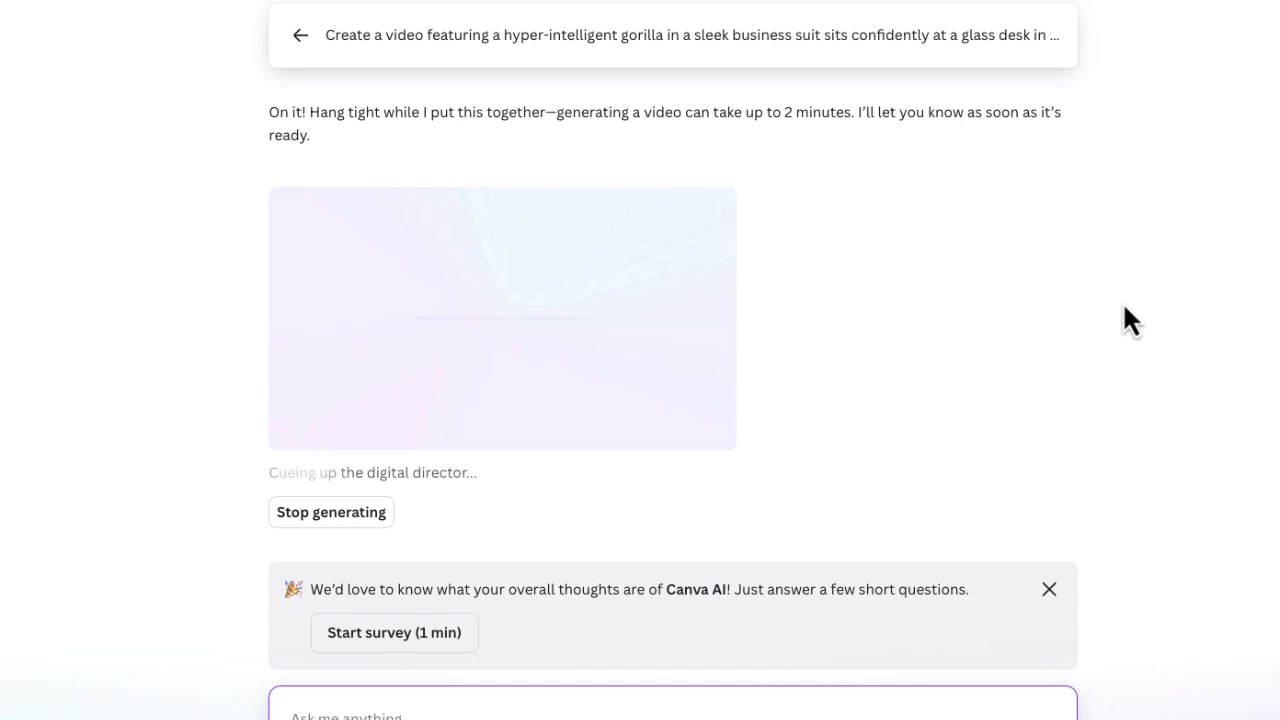 Create a video featuring a hyper-intelligent gorilla in a sleek business suit sits confidently at a glass desk in ...
On it! Hang tight while I put this together—generating a video can take up to 2 minutes. I’ll let you know as soon as it’s
ready.
Cueing up the digital director...
Stop generating
We’d love to know what your overall thoughts are of Canva AI! Just answer a few short questions.
Start survey (1 min)
Ask me anything